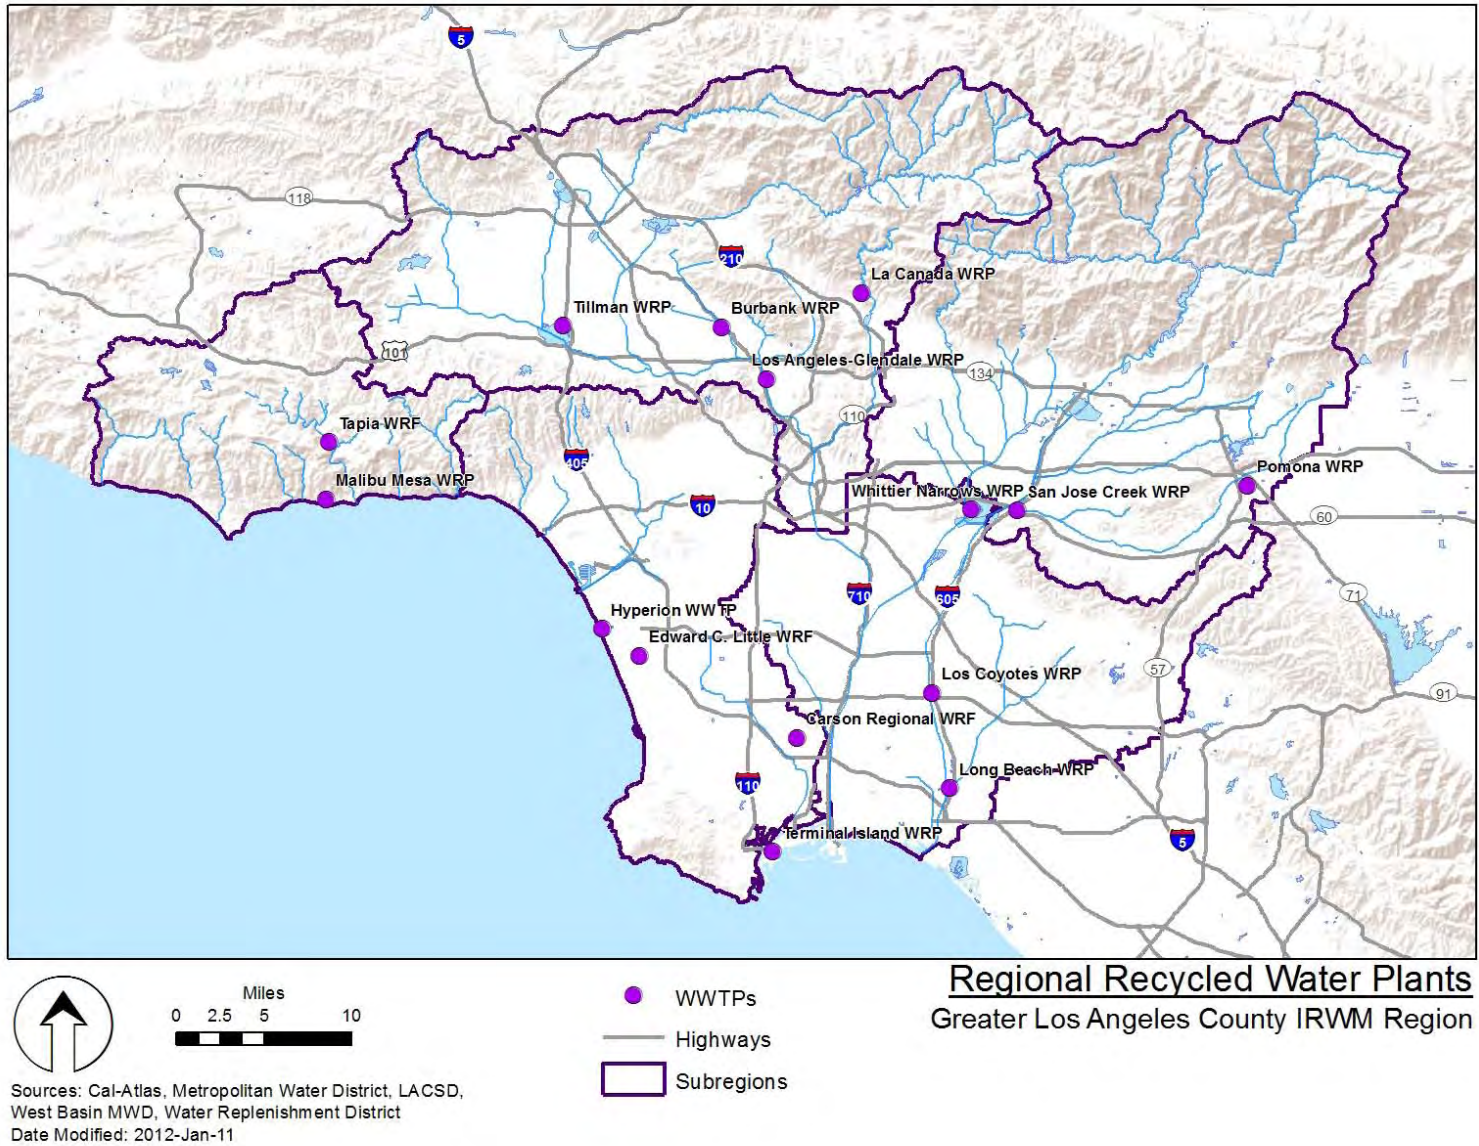 5
118
210
La Canada WRP
Tillman WRP
Burbank WRP
101
Los Angeles-Glendale WRP
134
110
Tapia WRF
405
Pomona WRP
Malibu Mesa WRP
Whittier Narrows WRP
San Jose Creek WRP
10
60
710
605
71
Hyperion WWTP
Edward C. Little WRF
57
Los Coyotes WRP
91
Carson Regional WRF
Long Beach WRP
110
Terminal Island WRP
5
Regional Recycled Water Plants
Greater Los Angeles County IRWM Region
Miles
0 2.5 5 10
WWTPs
Highways
Subregions
Sources: Cal-Atlas, Metropolitan Water District, LACSD,
West Basin MWD, Water Replenishment District
Date Modified: 2012-Jan-11